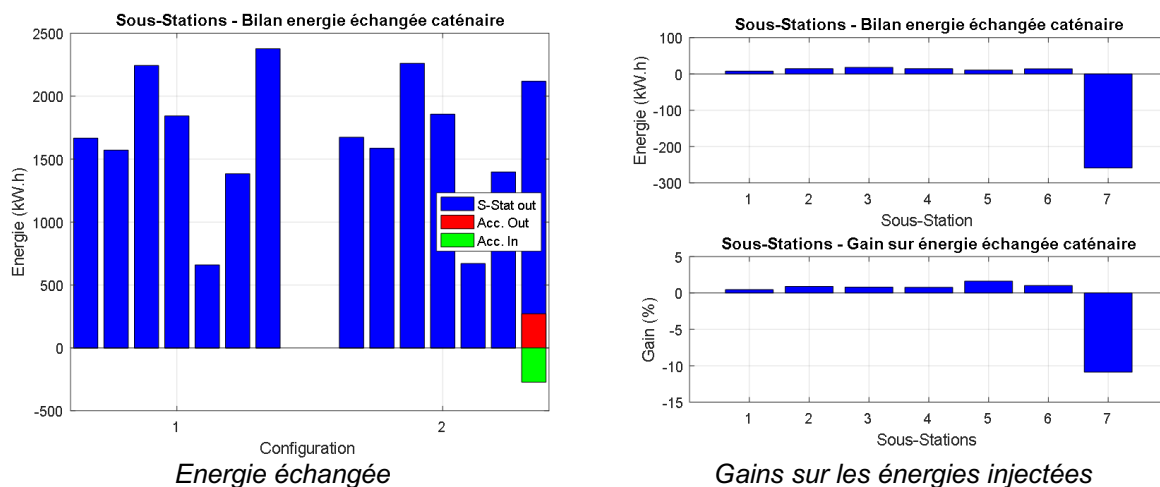 Sous-Stations - Bilan energie échangée caténaire
2500
2000
1500
1000
500
0
-500
Energie (kW.h)
S-Stat out
Acc. Out
Acc. In
1
2
Configuration
Energie échangée
Sous-Stations - Bilan energie échangée caténaire
100
0
-100
-200
-300
Energie (kW.h)
1 2 3 4 5 6 7
Sous-Station
Sous-Stations - Gain sur énergie échangée caténaire
5
0
-5
-10
-15
Gain (%)
1 2 3 4 5 6 7
Sous-Stations
Gains sur les énergies injectées